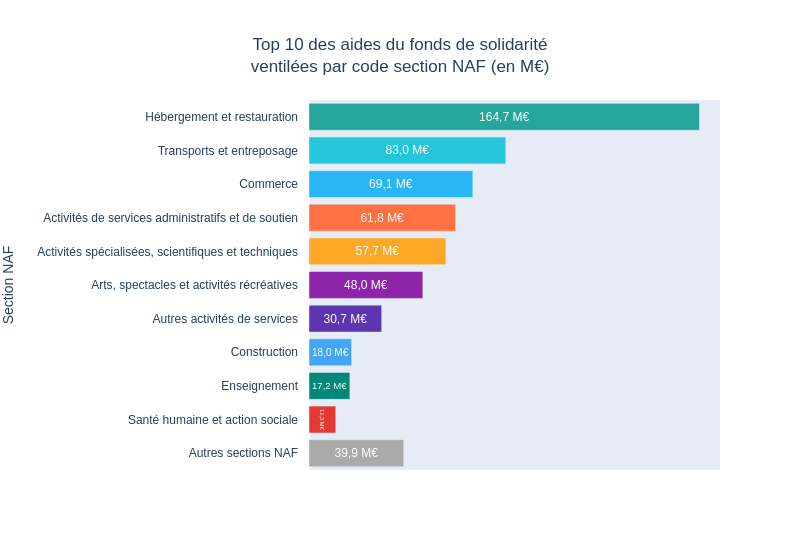 Top 10 des aides du fonds de solidarité
ventilées par code section NAF (en M€)
Section NAF
Hébergement et restauration 164,7 M€
Transports et entreposage 83,0 M€
Commerce 69,1 M€
Activités de services administratifs et de soutien 61,8 M€
Activités spécialisées, scientifiques et techniques 57,7 M€
Arts, spectacles et activités récréatives 48,0 M€
Autres activités de services 30,7 M€
Construction 18,0 M€
Enseignement 17,2 M€
Santé humaine et action sociale M€
Autres sections NAF 39,9 M€